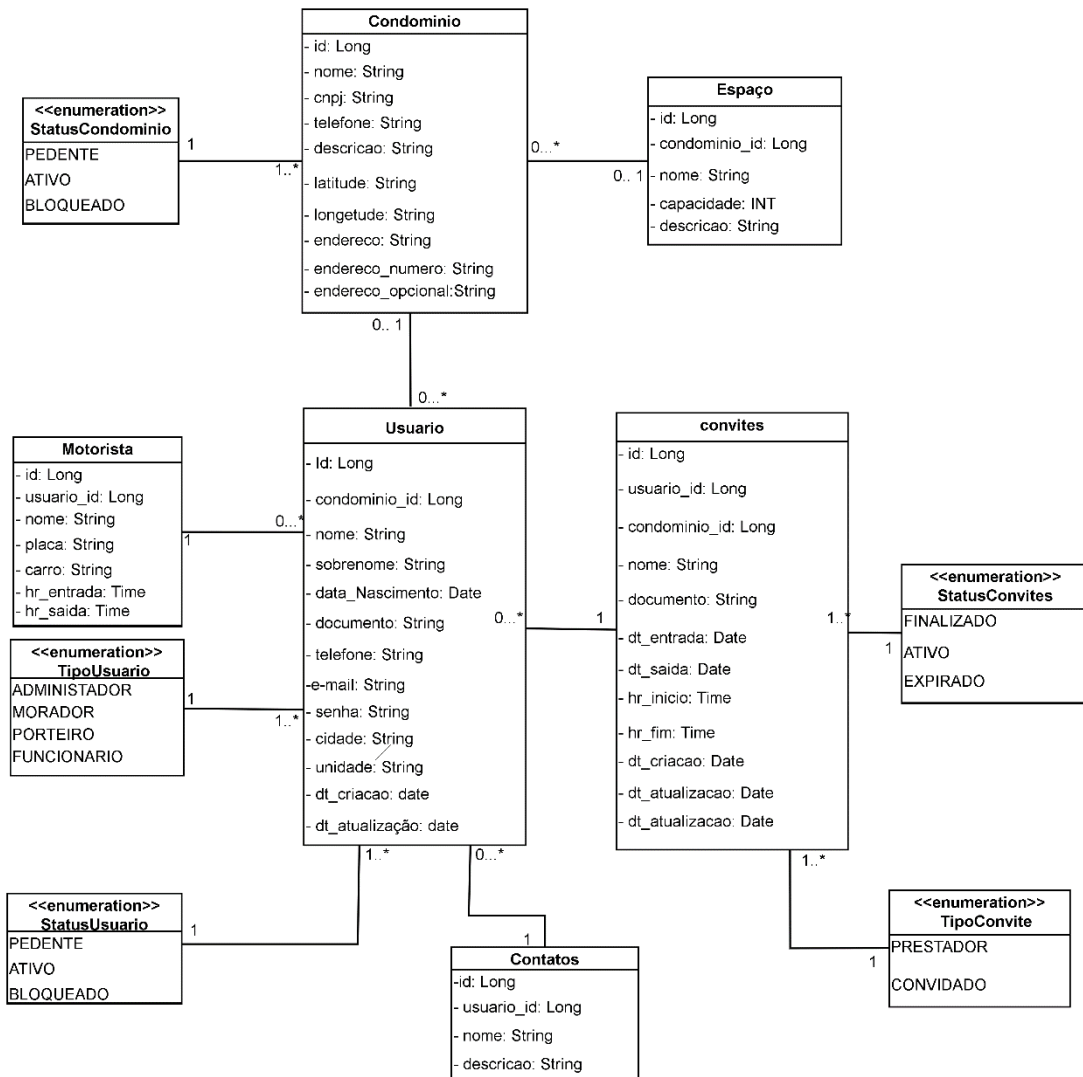 Condominio
- id: Long
- nome: String
- cnpj: String
- telefone: String
- descricao: String
- latitude: String
- longetude: String
- endereco: String
- endereco_numero: String
- endereco_opcional:String
<<enumeration>>
StatusCondominio
PEDENTE
ATIVO
BLOQUEADO
1
1..*
Espaço
- id: Long
- condominio_id: Long
- nome: String
- capacidade: INT
- descricao: String
0...*
0.. 1
0.. 1
0...*
Usuario
- Id: Long
- condominio_id: Long
- nome: String
- sobrenome: String
- data_Nascimento: Date
- documento: String
- telefone: String
-e-mail: String
- senha: String
- cidade: String
- unidade: String
- dt_criacao: date
- dt_atualização: date
convites
- id: Long
- usuario_id: Long
- condominio_id: Long
- nome: String
- documento: String
- dt_entrada: Date
- dt_saida: Date
- hr_inicio: Time
- hr_fim: Time
- dt_criacao: Date
- dt_atualizacao: Date
- dt_atualizacao: Date
Motorista
- id: Long
- usuario_id: Long
- nome: String
- placa: String
- carro: String
- hr_entrada: Time
- hr_saida: Time
1
0...*
0...*
1
<<enumeration>>
StatusConvites
FINALIZADO
ATIVO
EXPIRADO
1..*
1
<<enumeration>>
TipoUsuario
ADMINISTADOR
MORADOR
PORTEIRO
FUNCIONARIO
1
1..*
<<enumeration>>
StatusUsuario
PEDENTE
ATIVO
BLOQUEADO
1
1..*
0...*
1
Contatos
-id: Long
- usuario_id: Long
- nome: String
- descricao: String
1..*
1
<<enumeration>>
TipoConvite
PRESTADOR
CONVIDADO